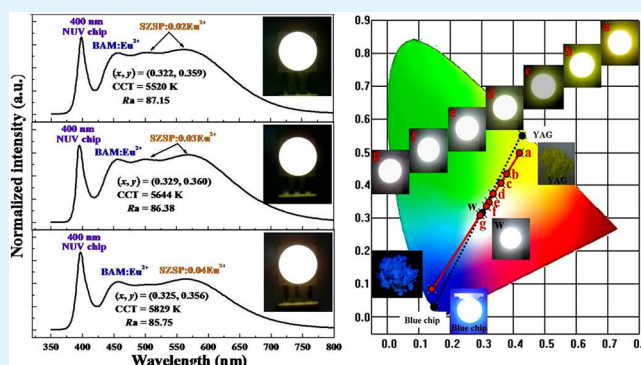 400 nm
NUV chip
SZSP:0.02Eu²⁺
BAM:Eu²⁺
(x, y) = (0.322, 0.359)
CCT = 5520 K
Ra = 87.15
400 nm
NUV chip
SZSP:0.03Eu²⁺
BAM:Eu²⁺
(x, y) = (0.329, 0.360)
CCT = 5644 K
Ra = 86.38
400 nm
NUV chip
SZSP:0.04Eu²⁺
BAM:Eu²⁺
(x, y) = (0.325, 0.356)
CCT = 5829 K
Ra = 85.75
Normalized intensity (a.u.)
350 400 450 500 550 600 650 700 750 800
Wavelength (nm)
0.9
0.8
0.7
0.6
0.5
0.4
0.3
0.2
0.1
0.0
0.0 0.1 0.2 0.3 0.4 0.5 0.6 0.7 0.
a
b
c
d
e
f
g
YAG
a
b
c
d
e
f
g
W
W
YAG
Blue chip
Blue chip